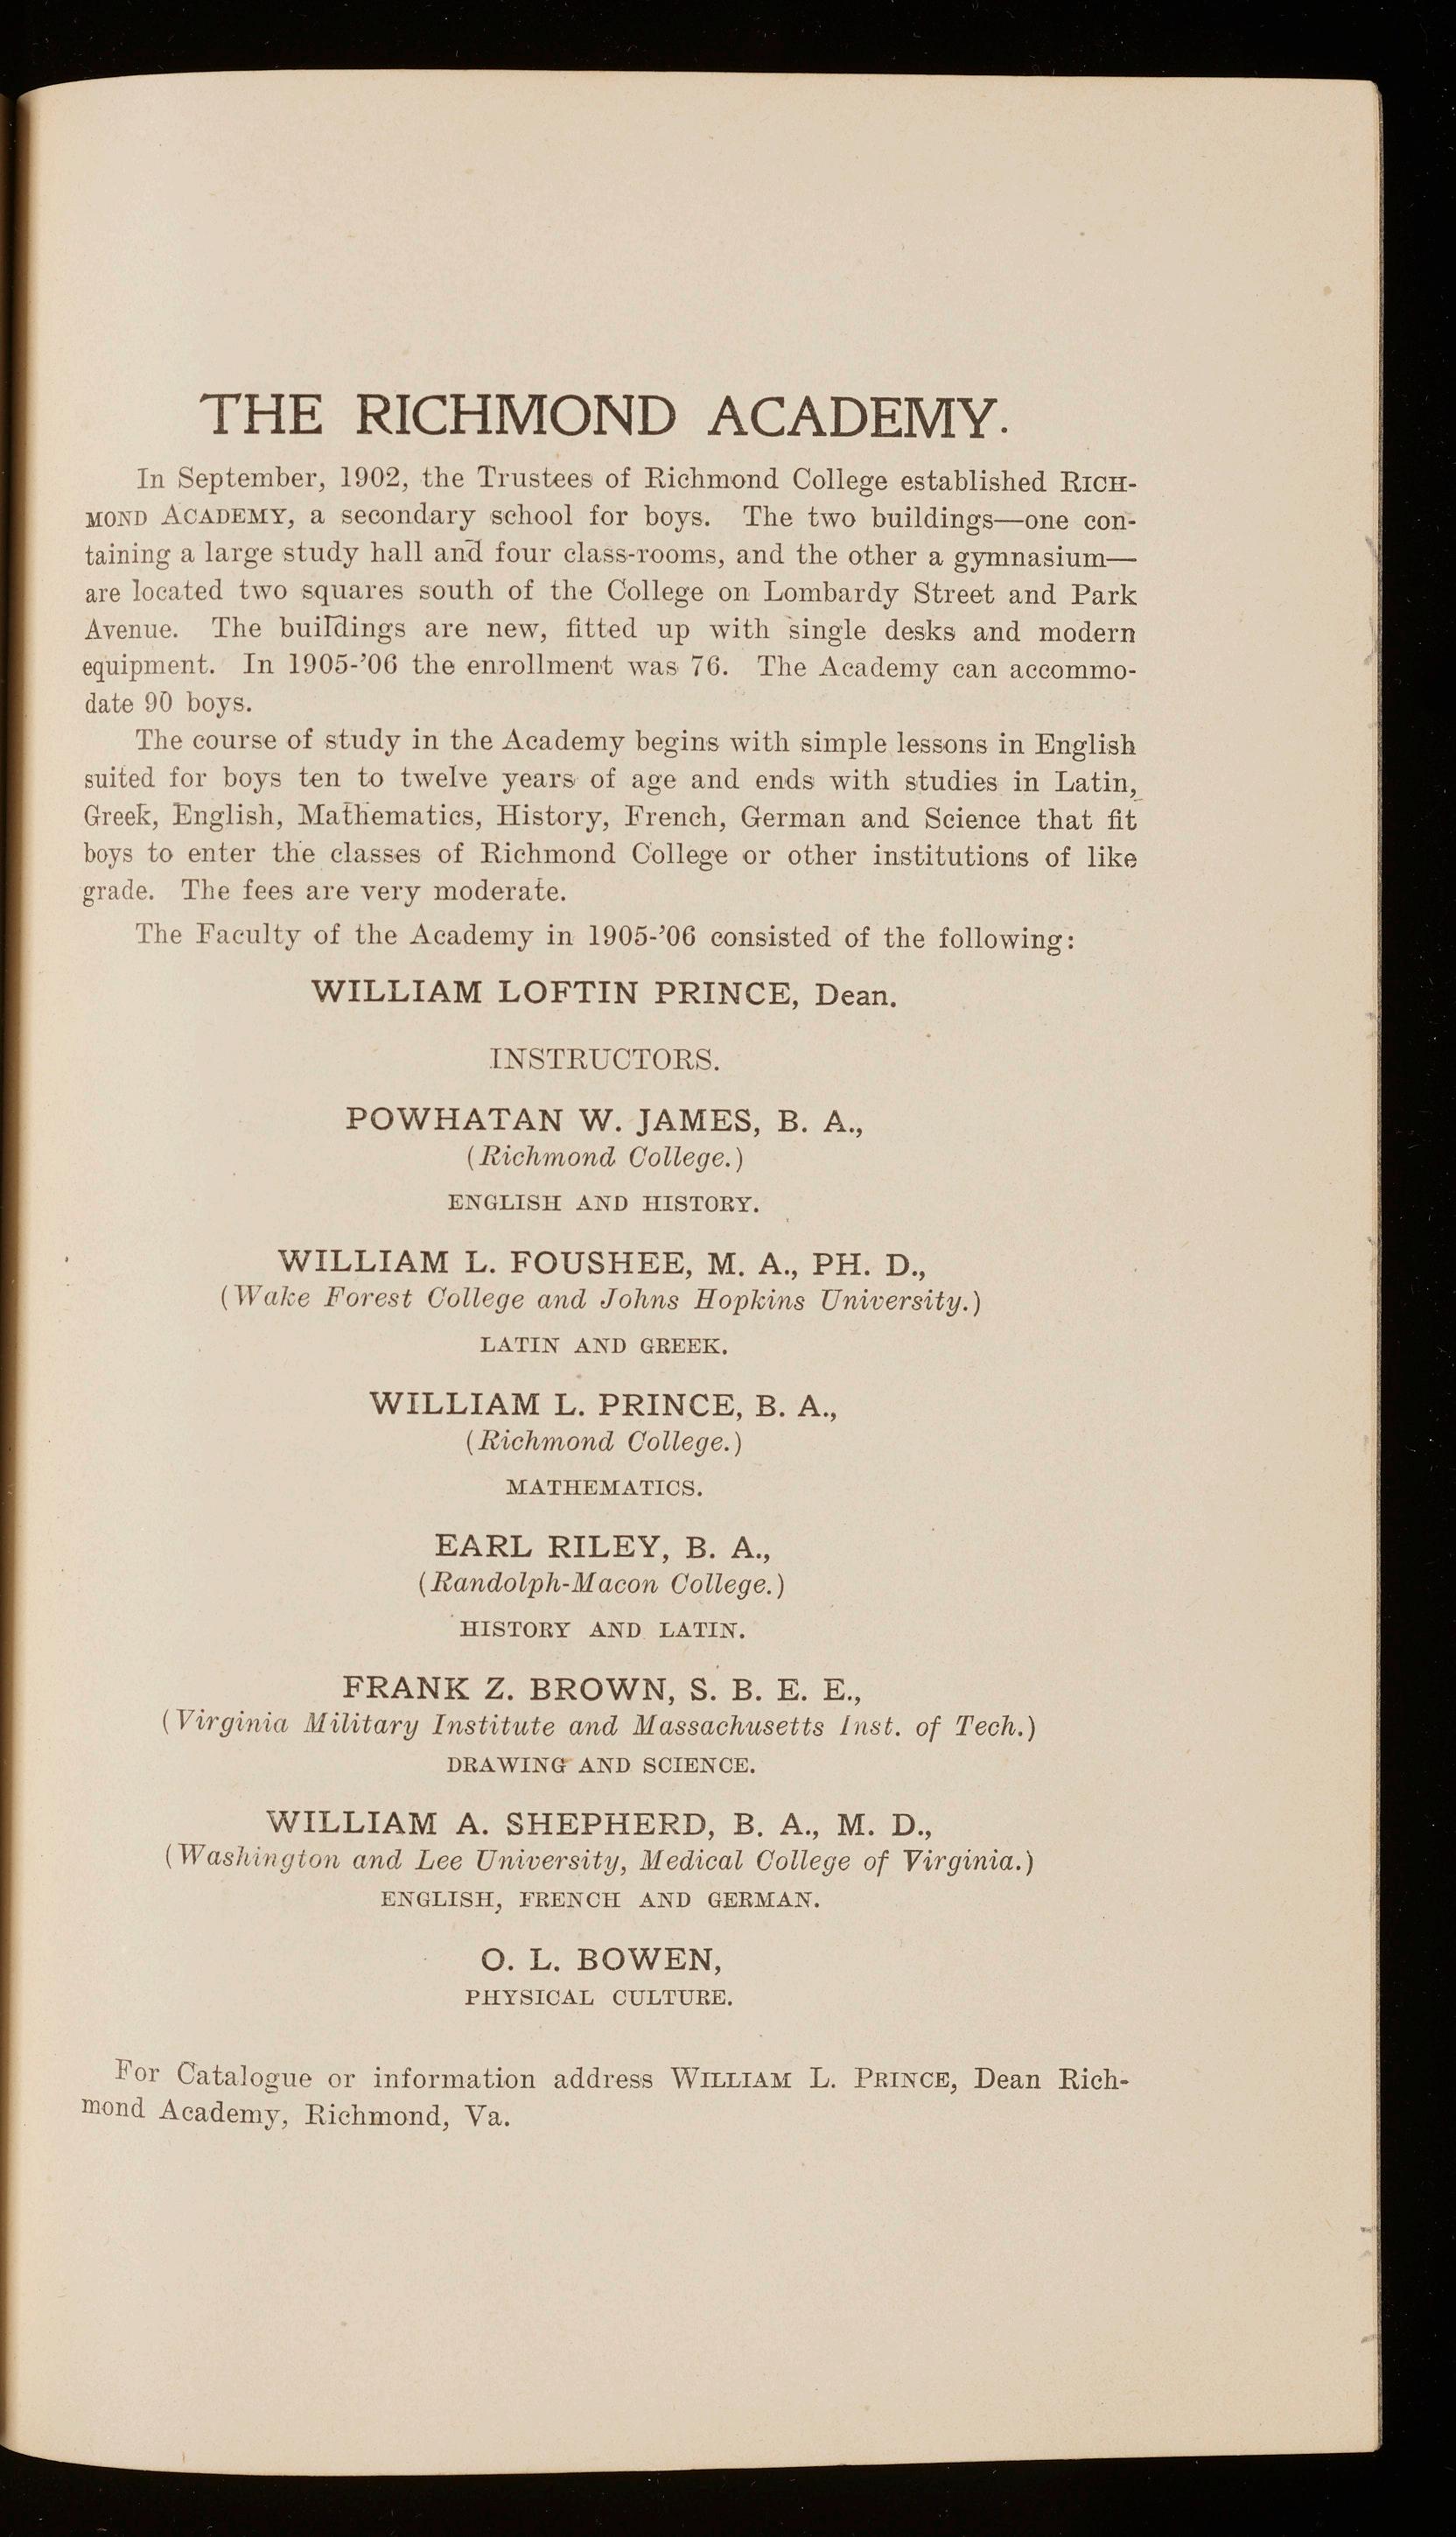 THE RICHMOND ACADEMY.
In September, 1902, the Trustees of Richmond College established RICH-
MOND ACADEMY, a secondary school for boys. The two buildings—one con-
taining a large study hall and four class-rooms, and the other a gymnasium—
are located two squares south of the College on Lombardy Street and Park
Avenue. The buildings are new, fitted up with single desks and modern
equipment. In 1905-'06 the enrollment was 76. The Academy can accommo-
date 90 boys.
The course of study in the Academy begins with simple lessons in English
suited for boys ten to twelve years of age and ends with studies in Latin,
Greek, English, Mathematics, History, French, German and Science that fit
boys to enter the classes of Richmond College or other institutions of like
grade. The fees are very moderate.
The Faculty of the Academy in 1905-'06 consisted of the following:
WILLIAM LOFTIN PRINCE, Dean.
INSTRUCTORS.
POWHATAN W. JAMES, B. A.,
(Richmond College.)
ENGLISH AND HISTORY.
WILLIAM L. FOUSHEE, M. A., PH. D.,
(Wake Forest College and Johns Hopkins University.)
LATIN AND GREEK.
WILLIAM L. PRINCE, B. A.,
(Richmond College.)
MATHEMATICS.
EARL RILEY, B. A.,
(Randolph-Macon College.)
HISTORY AND LATIN.
FRANK Z. BROWN, S. B. E. E.,
(Virginia Military Institute and Massachusetts Inst. of Tech.)
DRAWING AND SCIENCE.
WILLIAM A. SHEPHERD, B. A., M. D.,
(Washington and Lee University, Medical College of Virginia.)
ENGLISH, FRENCH AND GERMAN.
O. L. BOWEN,
PHYSICAL CULTURE.
For Catalogue or information address WILLIAM L. PRINCE, Dean Rich-
mond Academy, Richmond, Va.